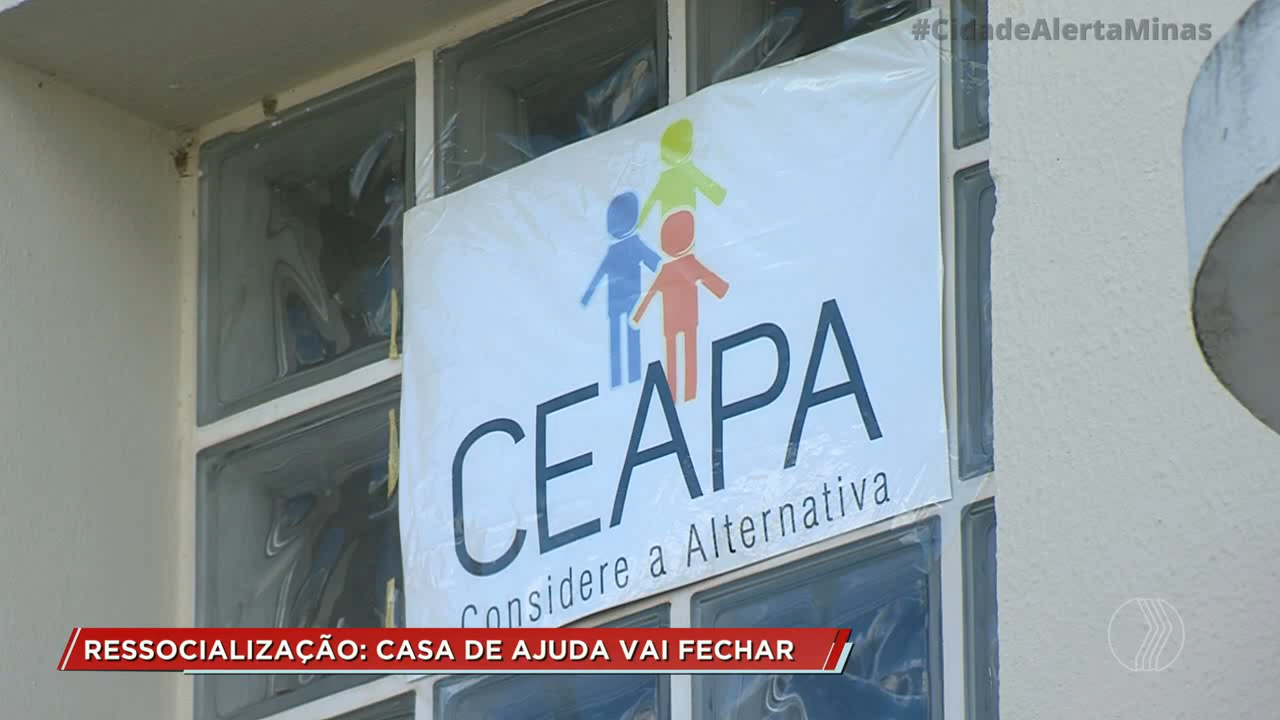 #CidadeAlertaMinas
CEAPA
Considere a Alternativa
RESSOCIALIZAÇÃO: CASA DE AJUDA VAI FECHAR